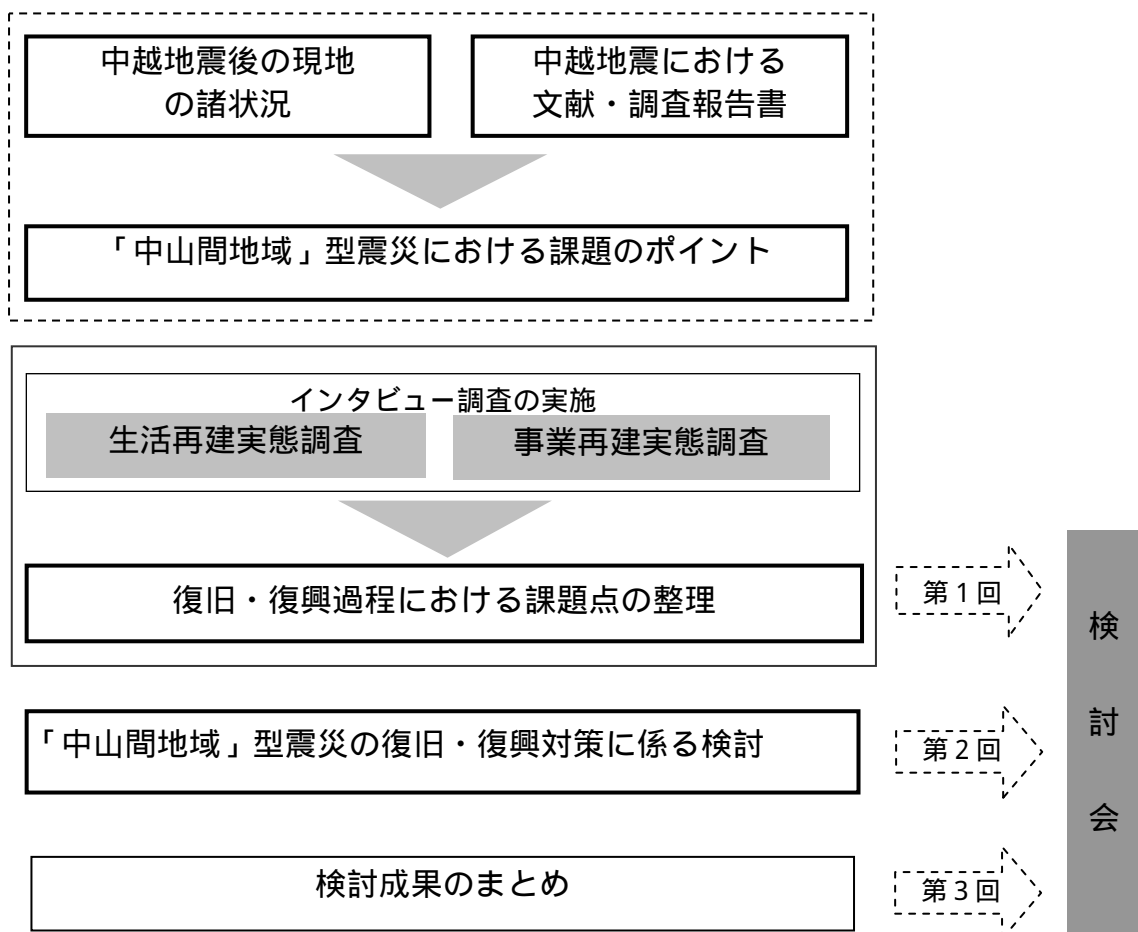 中越地震後の現地
の諸状況
中越地震における
文献・調査報告書
「中山間地域」型震災における課題のポイント
インタビュー調査の実施
生活再建実態調査
事業再建実態調査
復旧・復興過程における課題点の整理
第1回
「中山間地域」型震災の復旧・復興対策に係る検討
第2回
検討成果のまとめ
第3回
検討会